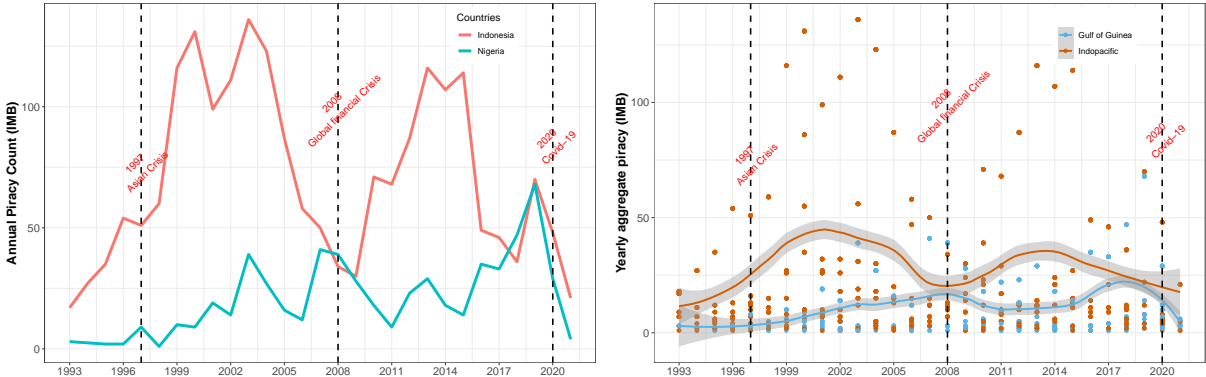 Countries
Indonesia
Nigeria
Annual Piracy Count (IMB)
100
50
0
1997
Asian Crisis
2008
Global financial Crisis
2020
Covid−19
1993
1996
1999
2002
2005
2008
2011
2014
2017
2020
Gulf of Guinea
Indopacific
Yearly aggregate piracy (IMB)
100
50
0
1997
Asian Crisis
2008
Global financial Crisis
2020
Covid−19
1993
1996
1999
2002
2005
2008
2011
2014
2017
2020